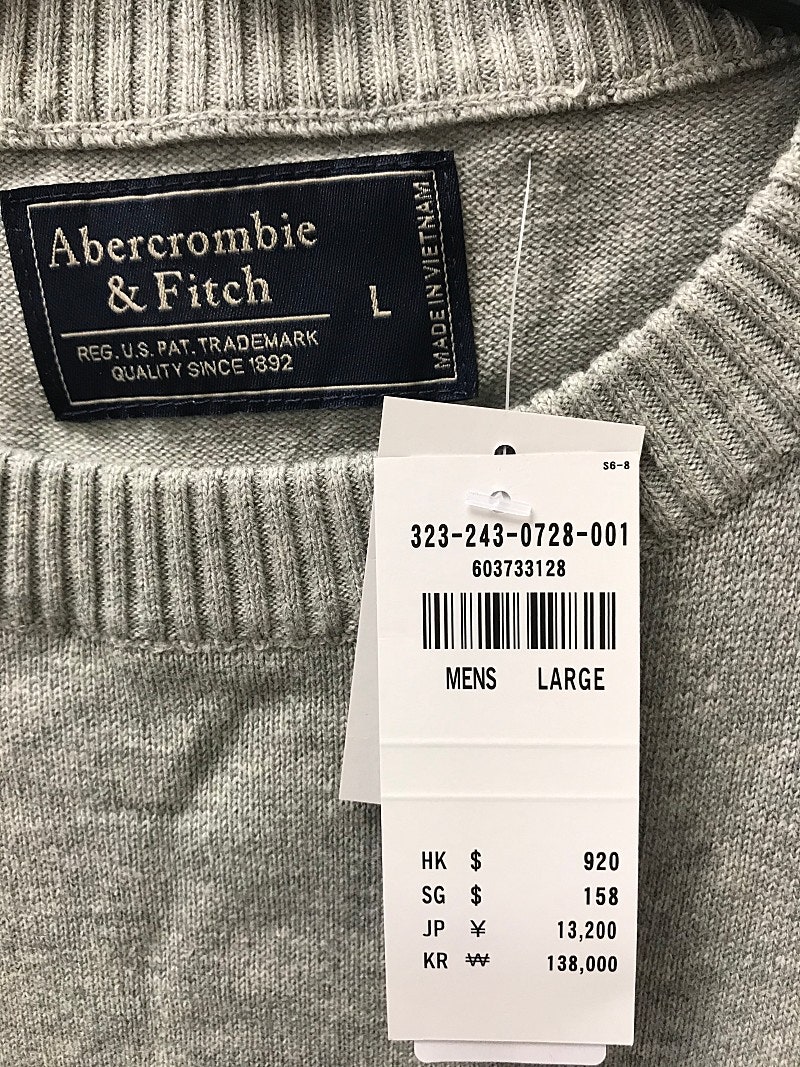 Abercrombie
& Fitch
L
REG. U.S. PAT. TRADEMARK
QUALITY SINCE 1892
MADE IN VIETNAM
S6-8
323-243-0728-001
603733128
MENS LARGE
HK $ 920
SG $ 158
JP ¥ 13,200
KR ₩ 138,000